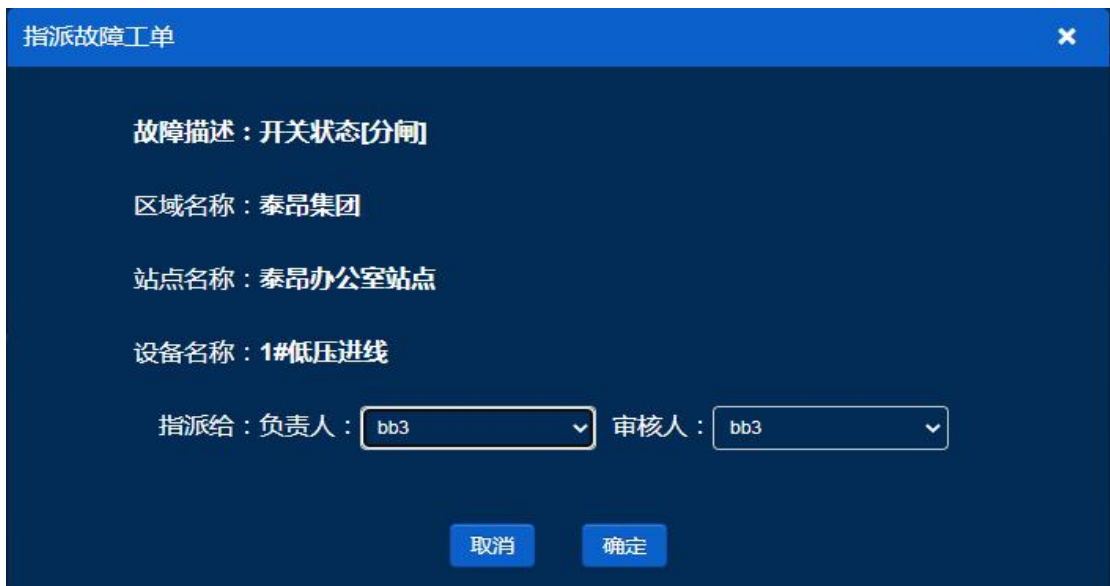 指派故障工单
故障描述：开关状态[分闸]
区域名称：泰昂集团
站点名称：泰昂办公室站点
设备名称：1#低压进线
指派给：负责人：bb3 审核人：bb3
取消 确定